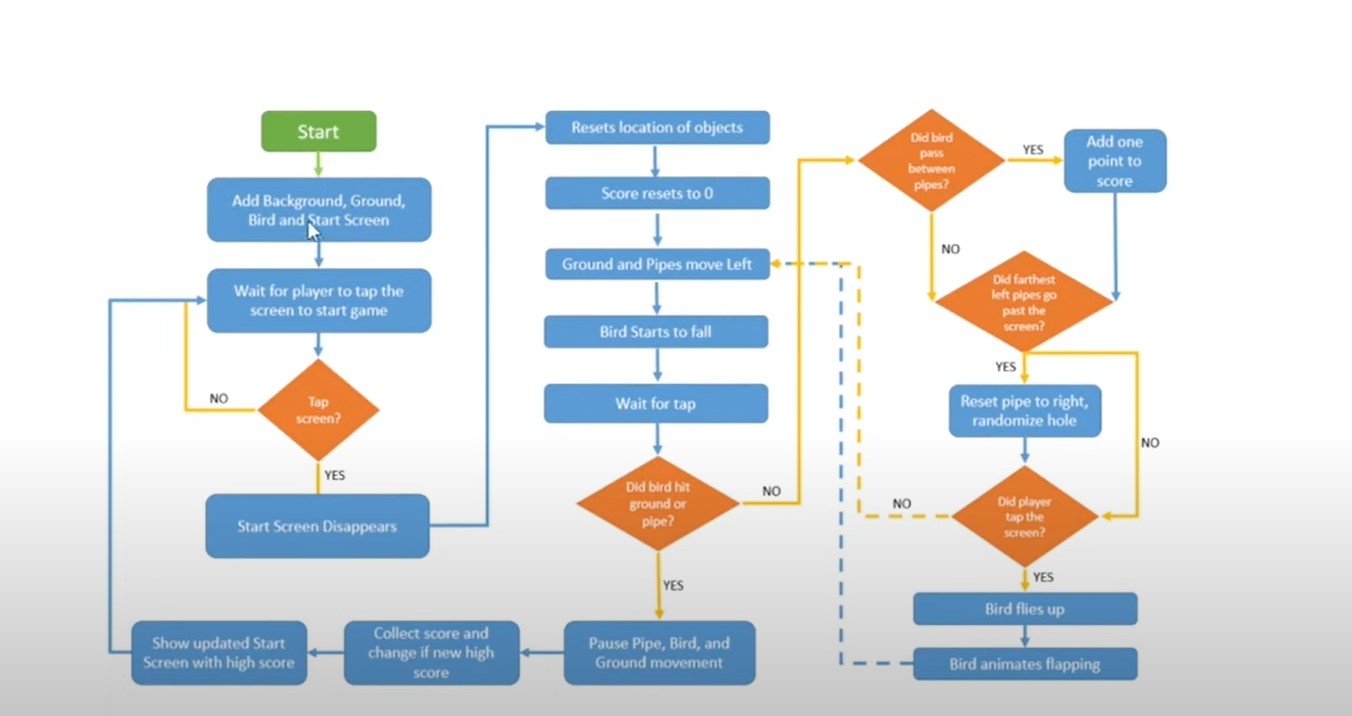 Start
Add Background, Ground,
Bird and Start Screen
Wait for player to tap the
screen to start game
Tap
screen?
NO
YES
Start Screen Disappears
Resets location of objects
Score resets to 0
Ground and Pipes move Left
Bird Starts to fall
Wait for tap
Did bird hit
ground or
pipe?
NO
YES
Pause Pipe, Bird, and
Ground movement
Collect score and
change if new high
score
Show updated Start
Screen with high score
Did bird
pass
between
pipes?
YES
Add one
point to
score
NO
Did farthest
left pipes go
past the
screen?
YES
Reset pipe to right,
randomize hole
NO
Did player
tap the
screen?
NO
YES
Bird flies up
Bird animates flapping